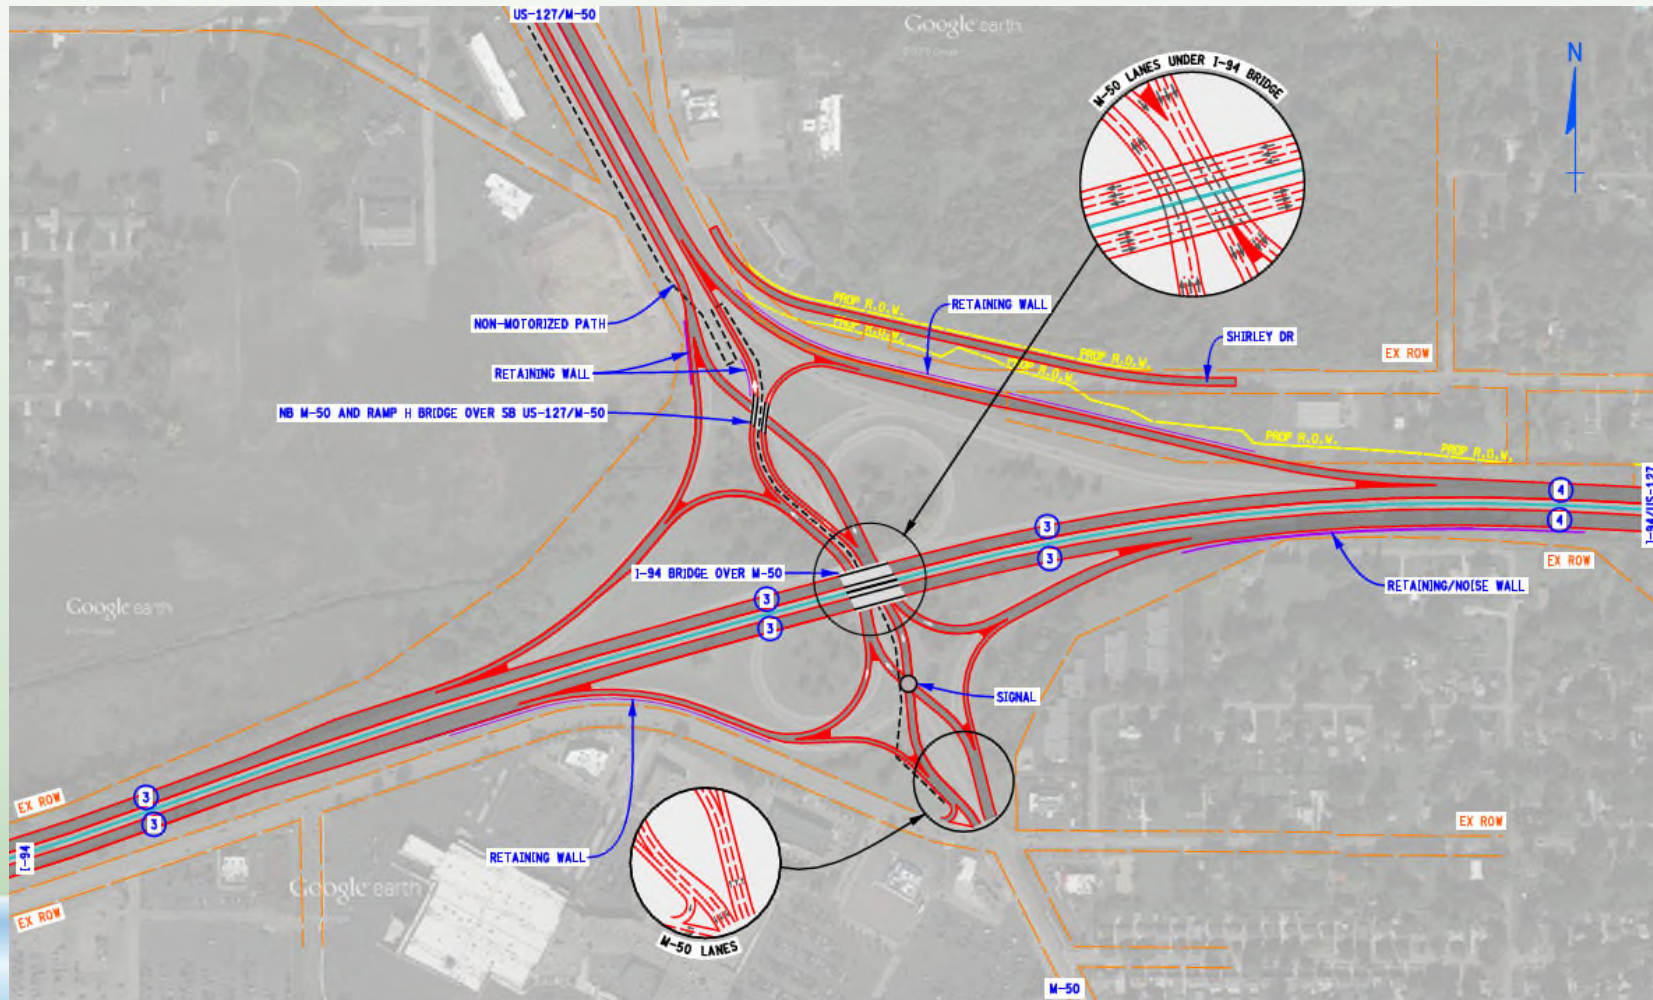 US-127/M-50
Google earth
N
M-50 LANES UNDER I-94 BRIDGE
PROP R.O.W.
PROP R.O.W.
RETAINING WALL
NON-MOTORIZED PATH
SHIRLEY DR
PROP R.O.W.
EX ROW
PROP R.O.W.
RETAINING WALL
NB M-50 AND RAMP H BRIDGE OVER SB US-127/M-50
PROP R.O.W.
PROP R.O.W.
4
I-94/US-127
4
3
3
EX ROW
I-94 BRIDGE OVER M-50
RETAINING/NOISE WALL
3
Google earth
3
SIGNAL
3
EX ROW
3
EX ROW
I-94
RETAINING WALL
Google earth
EX ROW
M-50 LANES
M-50